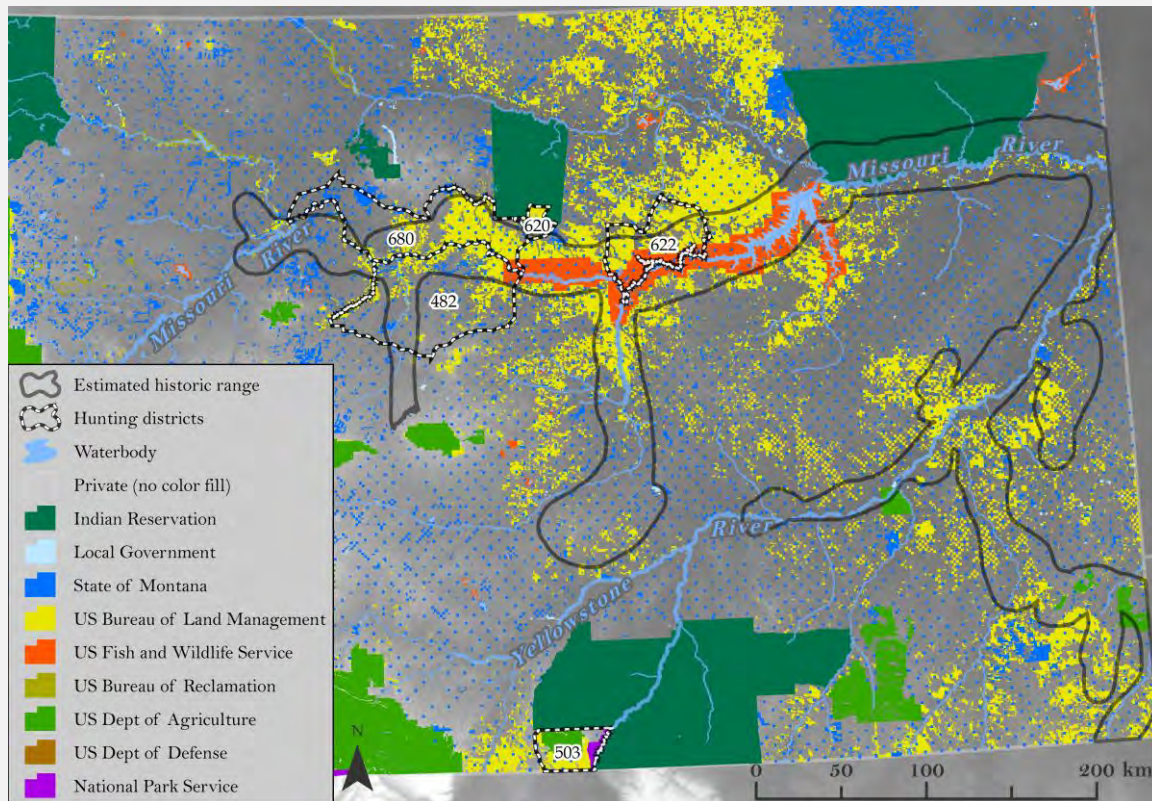 Missouri
River
680
620
622
482
Missouri
River
Yellowstone
River
503
Estimated historic range
Hunting districts
Waterbody
Private (no color fill)
Indian Reservation
Local Government
State of Montana
US Bureau of Land Management
US Fish and Wildlife Service
US Bureau of Reclamation
US Dept of Agriculture
US Dept of Defense
National Park Service
N
0 50 100 200 km